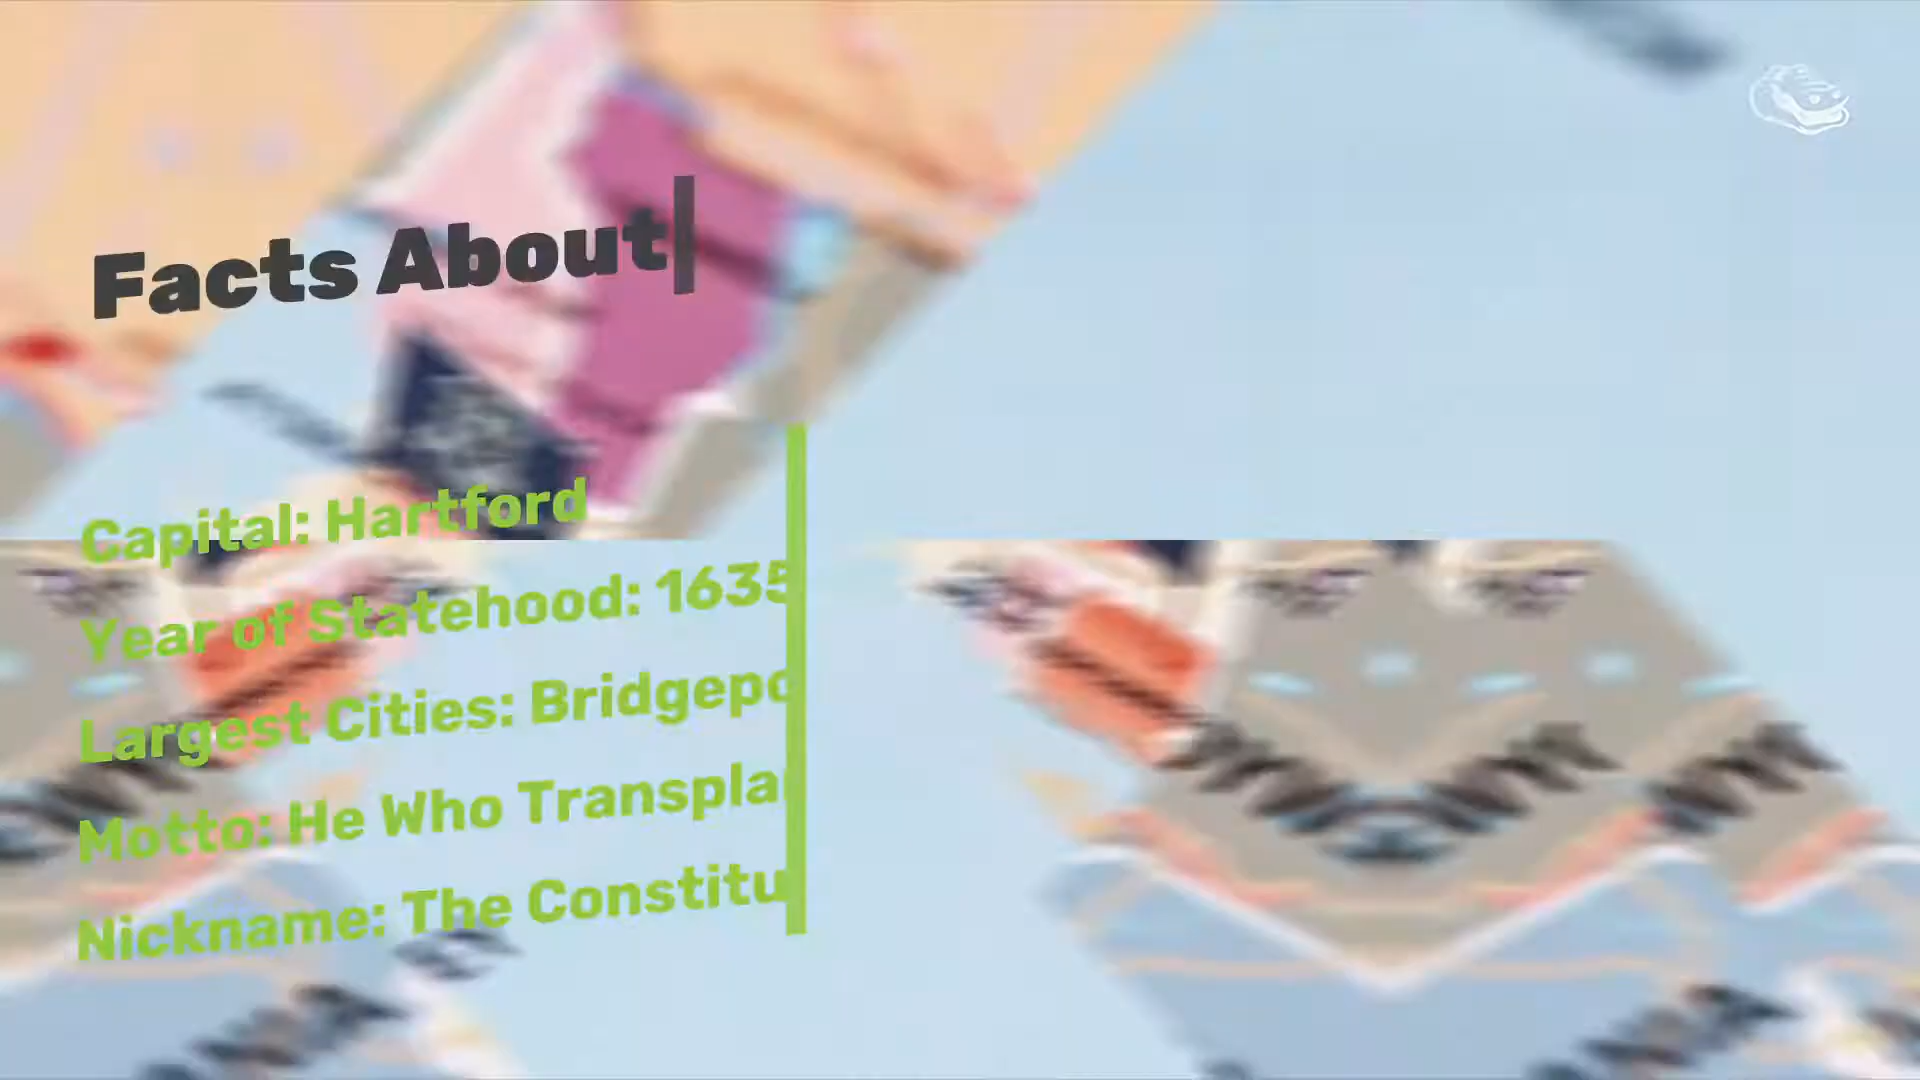 Facts About
Capital: Hartford
Year of Statehood: 1635
Largest Cities: Bridgepo
Motto: He Who Transpla
Nickname: The Constitu